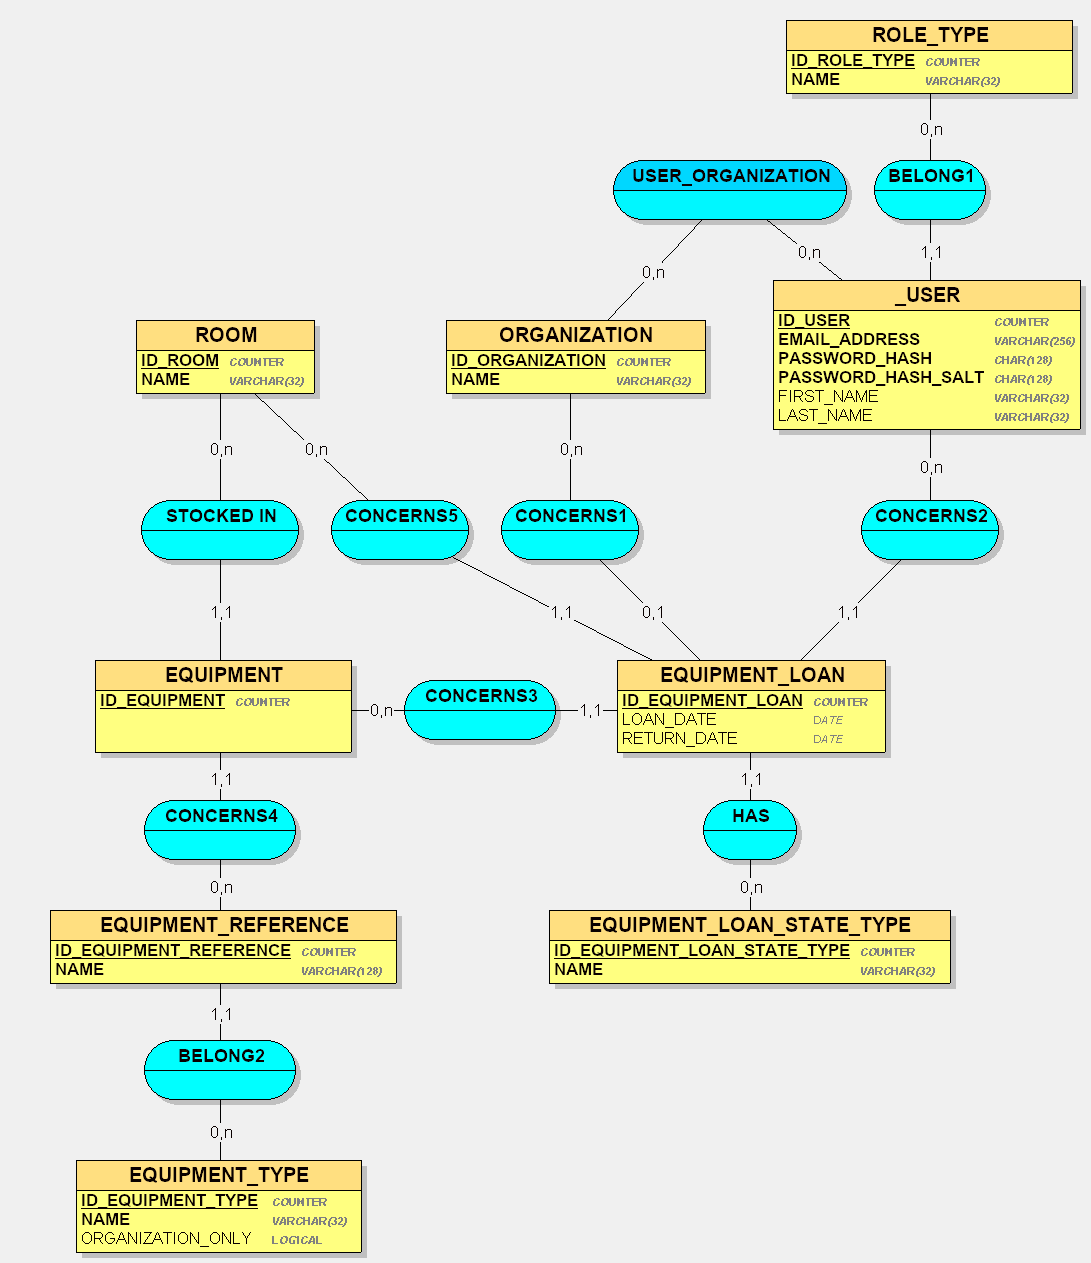 ROLE_TYPE
ID_ROLE_TYPE COUNTER
NAME VARCHAR(32)
0,n
USER_ORGANIZATION
BELONG1
0,n
0,n
1,1
_USER
ID_USER COUNTER
EMAIL_ADDRESS VARCHAR(256)
PASSWORD_HASH CHAR(128)
PASSWORD_HASH_SALT CHAR(128)
FIRST_NAME VARCHAR(32)
LAST_NAME VARCHAR(32)
ROOM
ID_ROOM COUNTER
NAME VARCHAR(32)
ORGANIZATION
ID_ORGANIZATION COUNTER
NAME VARCHAR(32)
0,n
0,n
0,n
0,n
STOCKED IN
CONCERNS5
CONCERNS1
CONCERNS2
1,1
1,1
0,1
1,1
EQUIPMENT
ID_EQUIPMENT COUNTER
0,n
CONCERNS3
1,1
EQUIPMENT_LOAN
ID_EQUIPMENT_LOAN COUNTER
LOAN_DATE DATE
RETURN_DATE DATE
1,1
1,1
CONCERNS4
HAS
0,n
0,n
EQUIPMENT_REFERENCE
ID_EQUIPMENT_REFERENCE COUNTER
NAME VARCHAR(128)
EQUIPMENT_LOAN_STATE_TYPE
ID_EQUIPMENT_LOAN_STATE_TYPE COUNTER
NAME VARCHAR(32)
1,1
BELONG2
0,n
EQUIPMENT_TYPE
ID_EQUIPMENT_TYPE COUNTER
NAME VARCHAR(32)
ORGANIZATION_ONLY LOGICAL